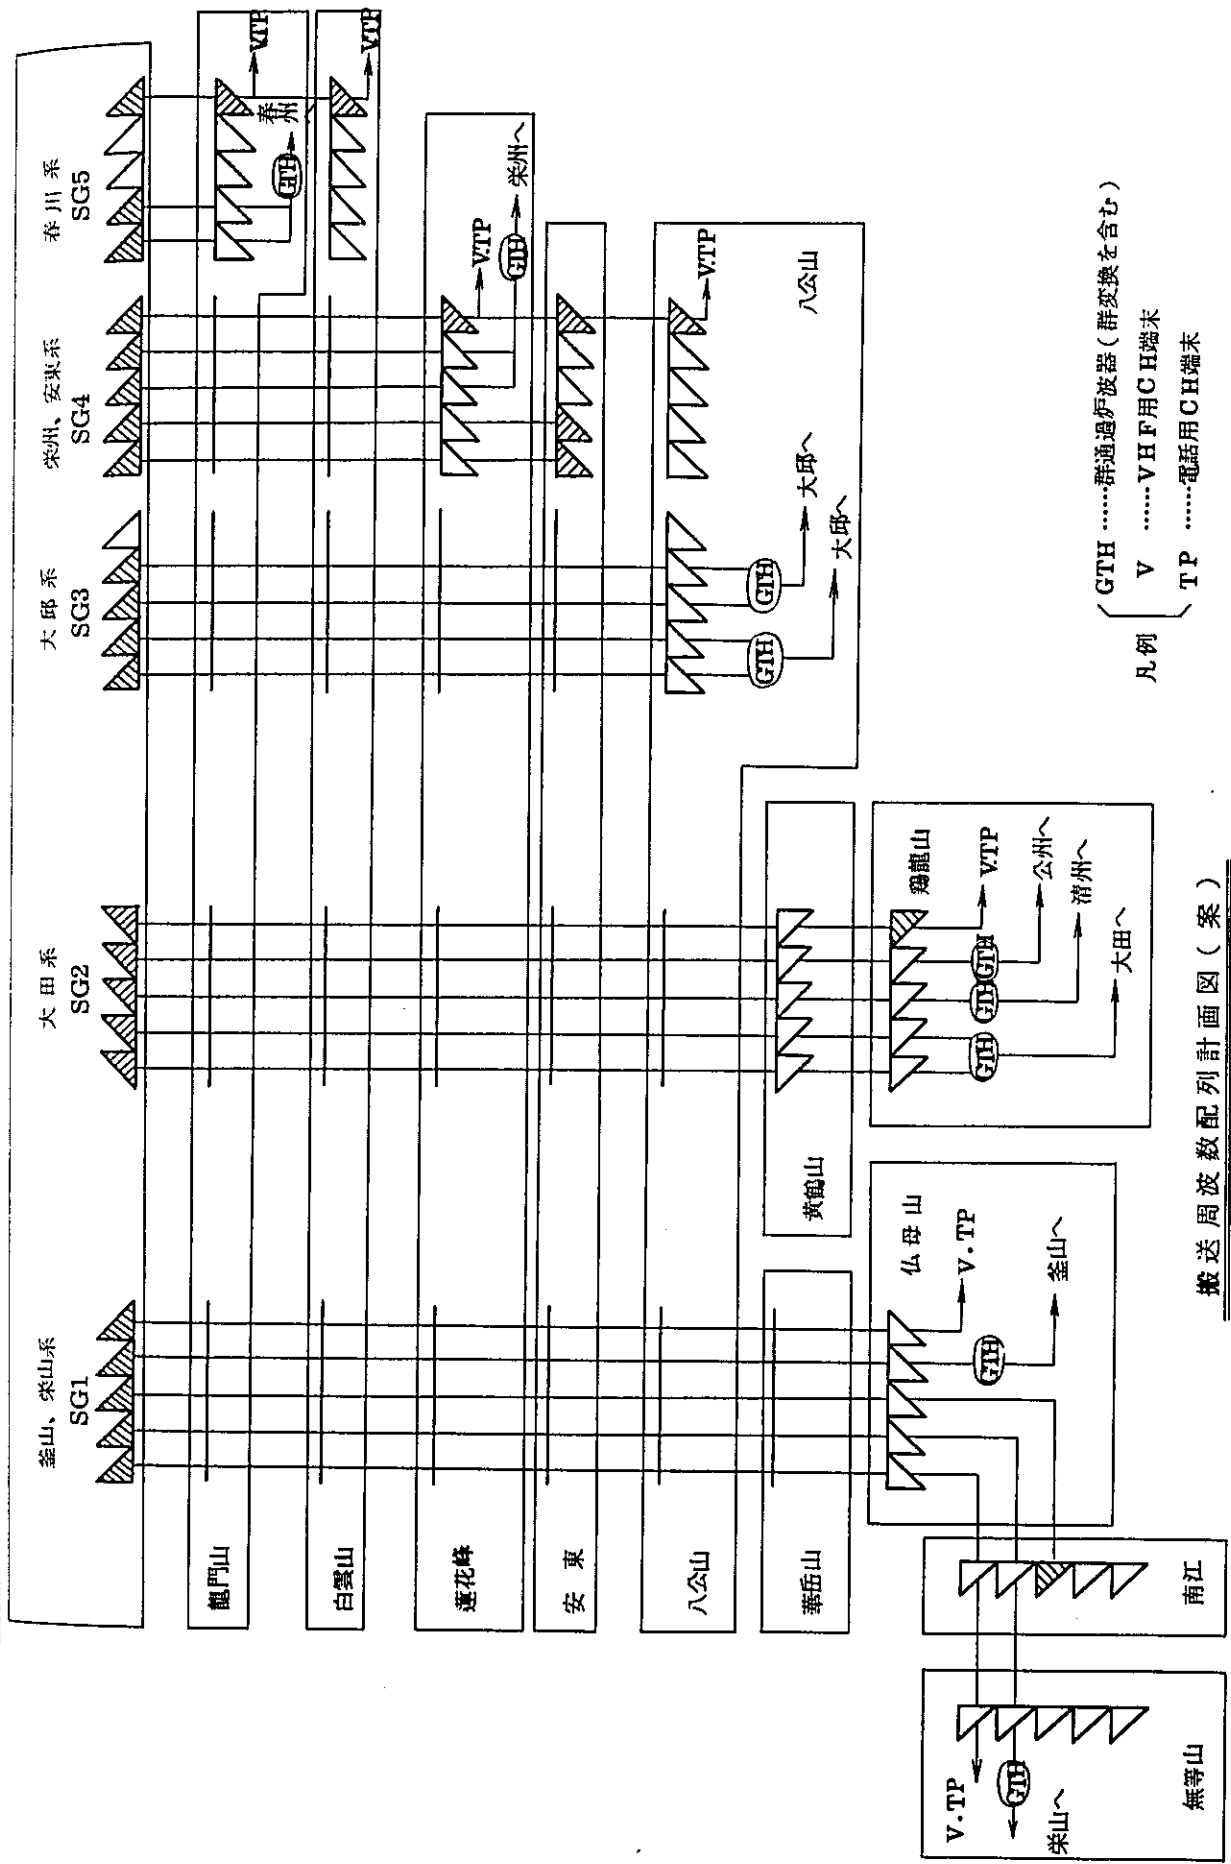 釜山、栄山系
SG1
大田系
SG2
大邱系
SG3
栄州、安東系
SG4
春川系
SG5
龍門山
V.TP
GTH
春州
白雲山
V.TP
蓮花峰
V.TP
GTH
栄州へ
安東
八公山
V.TP
八公山
GTH
GTH
大邱へ
大邱へ
華岳山
黄鶴山
仏母山
V.TP
GTH
釜山へ
鶏龍山
V.TP
GTH
GTH
GTH
公州へ
清州へ
大田へ
南江
無等山
V.TP
GTH
栄山へ
凡例
GTH ……群通過炉波器(群変換を含む)
V ……VHF用CH端末
TP ……電話用CH端末
搬送周波数配列計画図(案)